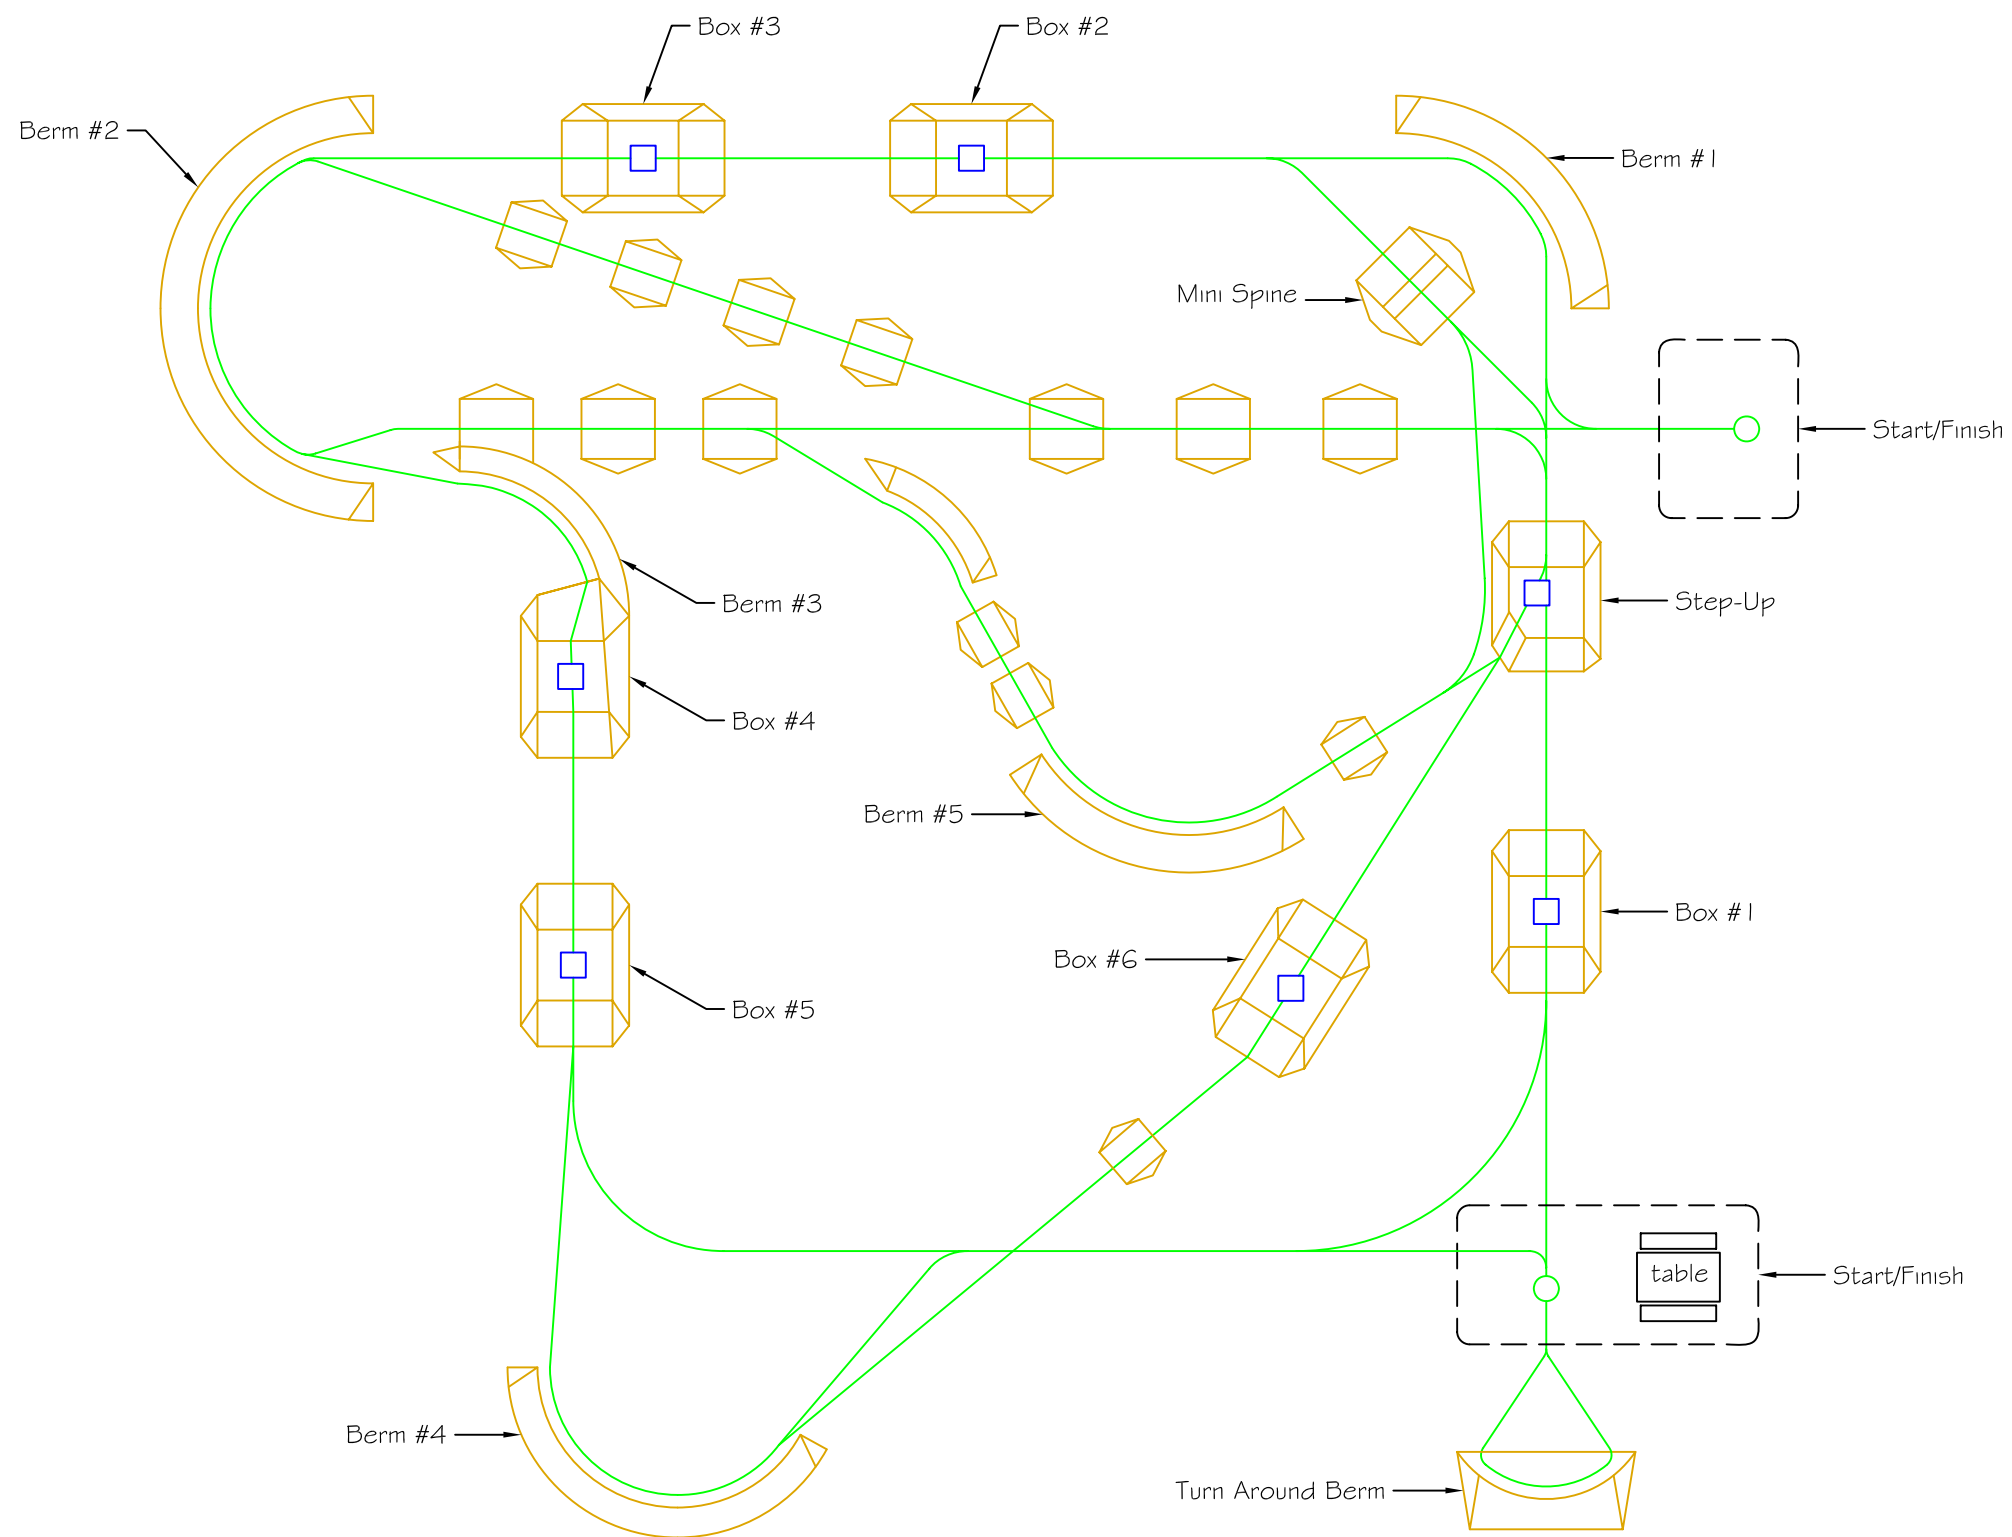 Box #3
Box #2
Berm #2
Berm #1
Mini Spine
Start/Finish
Berm #3
Step-Up
Box #4
Berm #5
Box #1
Box #6
Box #5
table
Start/Finish
Berm #4
Turn Around Berm